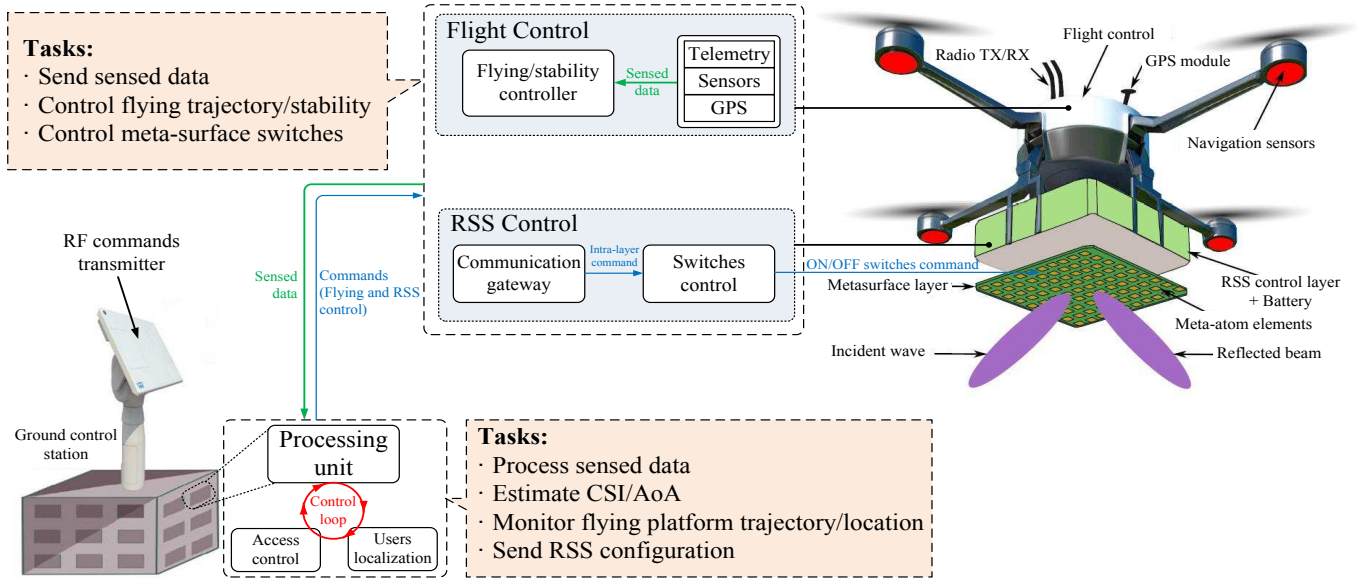 Tasks:
· Send sensed data
· Control flying trajectory/stability
· Control meta-surface switches
Flight Control
Flying/stability
controller
Sensed
data
Telemetry
Sensors
GPS
Radio TX/RX
Flight control
GPS module
Navigation sensors
RSS Control
Communication
gateway
Intra-layer
command
Switches
control
ON/OFF switches command
Metasurface layer
RSS control layer
+ Battery
Meta-atom elements
Incident wave
Reflected beam
RF commands
transmitter
Sensed
data
Commands
(Flying and RSS
control)
Ground control
station
Processing
unit
Control
loop
Access
control
Users
localization
Tasks:
· Process sensed data
· Estimate CSI/AoA
· Monitor flying platform trajectory/location
· Send RSS configuration